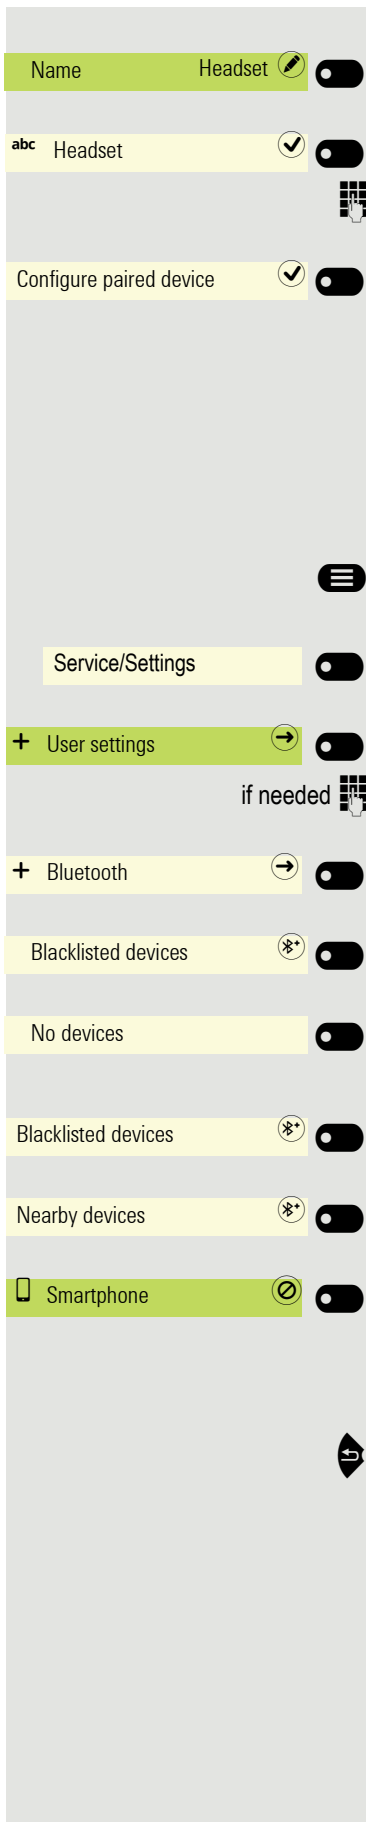 Name Headset
abc Headset
Configure paired device
Service/Settings
+ User settings
if needed
+ Bluetooth
Blacklisted devices
No devices
Blacklisted devices
Nearby devices
Smartphone